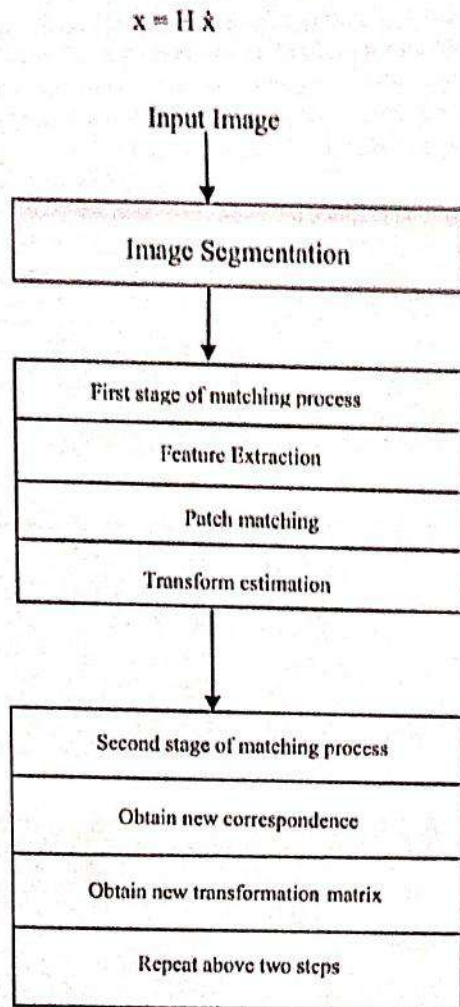 x = H ẋ
Input Image
Image Segmentation
First stage of matching process
Feature Extraction
Patch matching
Transform estimation
Second stage of matching process
Obtain new correspondence
Obtain new transformation matrix
Repeat above two steps